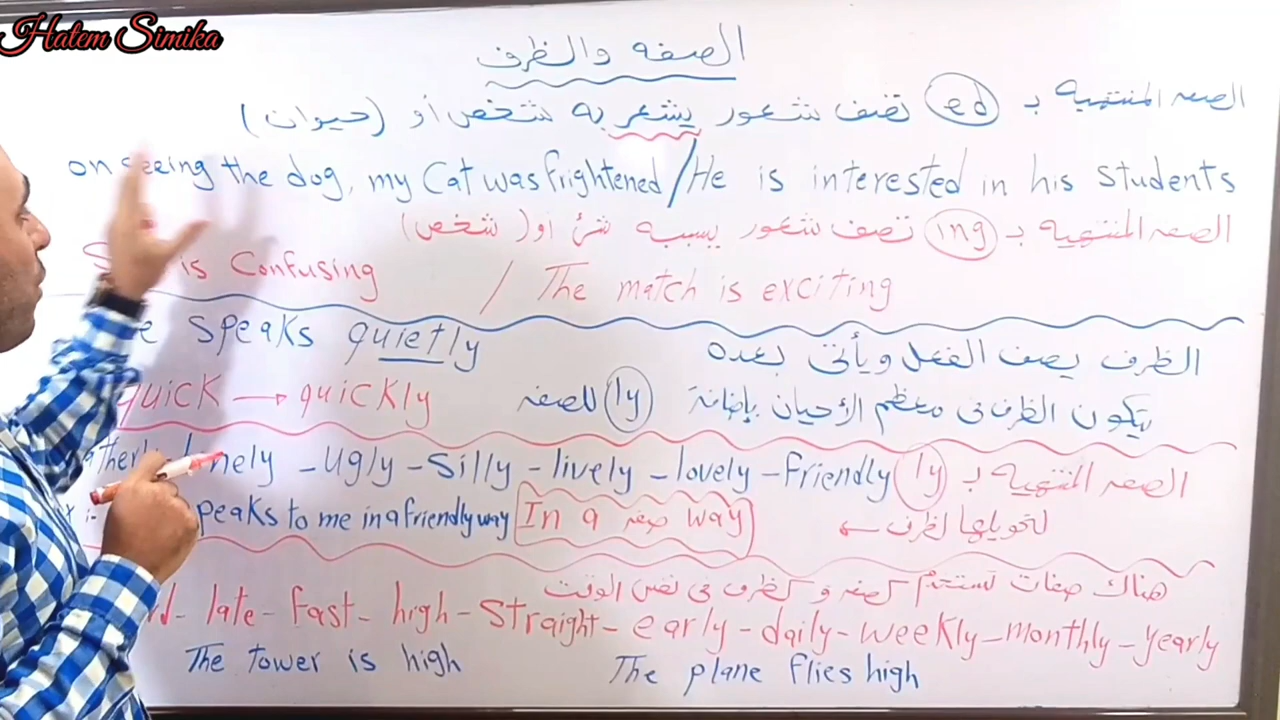 Hatem Simika
الصفه والظرف
الصفه المنتهيه بـ ed تصف شعور يشعر به شخص أو (حيوان)
on seeing the dog, my Cat was frightened / He is interested in his students
الصفه المنتهيه بـ ing تصف شعور يسببه شئ او (شخص)
is Confusing / The match is exciting
speaks quietly
الظرف يصف الفعل ويأتى بعده
quick → quickly
يتكون الظرف فى معظم الأحيان بإضافة ly للصفه
الصفه المنتهيه بـ ly
- Ugly - Silly - lively - lovely - friendly
لتحويلها لظرف ←
In a صفه way
speaks to me in a friendly way
هناك صفات تستخدم كصفه و كظرف فى نفس الوقت
late - fast - high - straight - early - daily - weekly - monthly - yearly
The tower is high The plane flies high